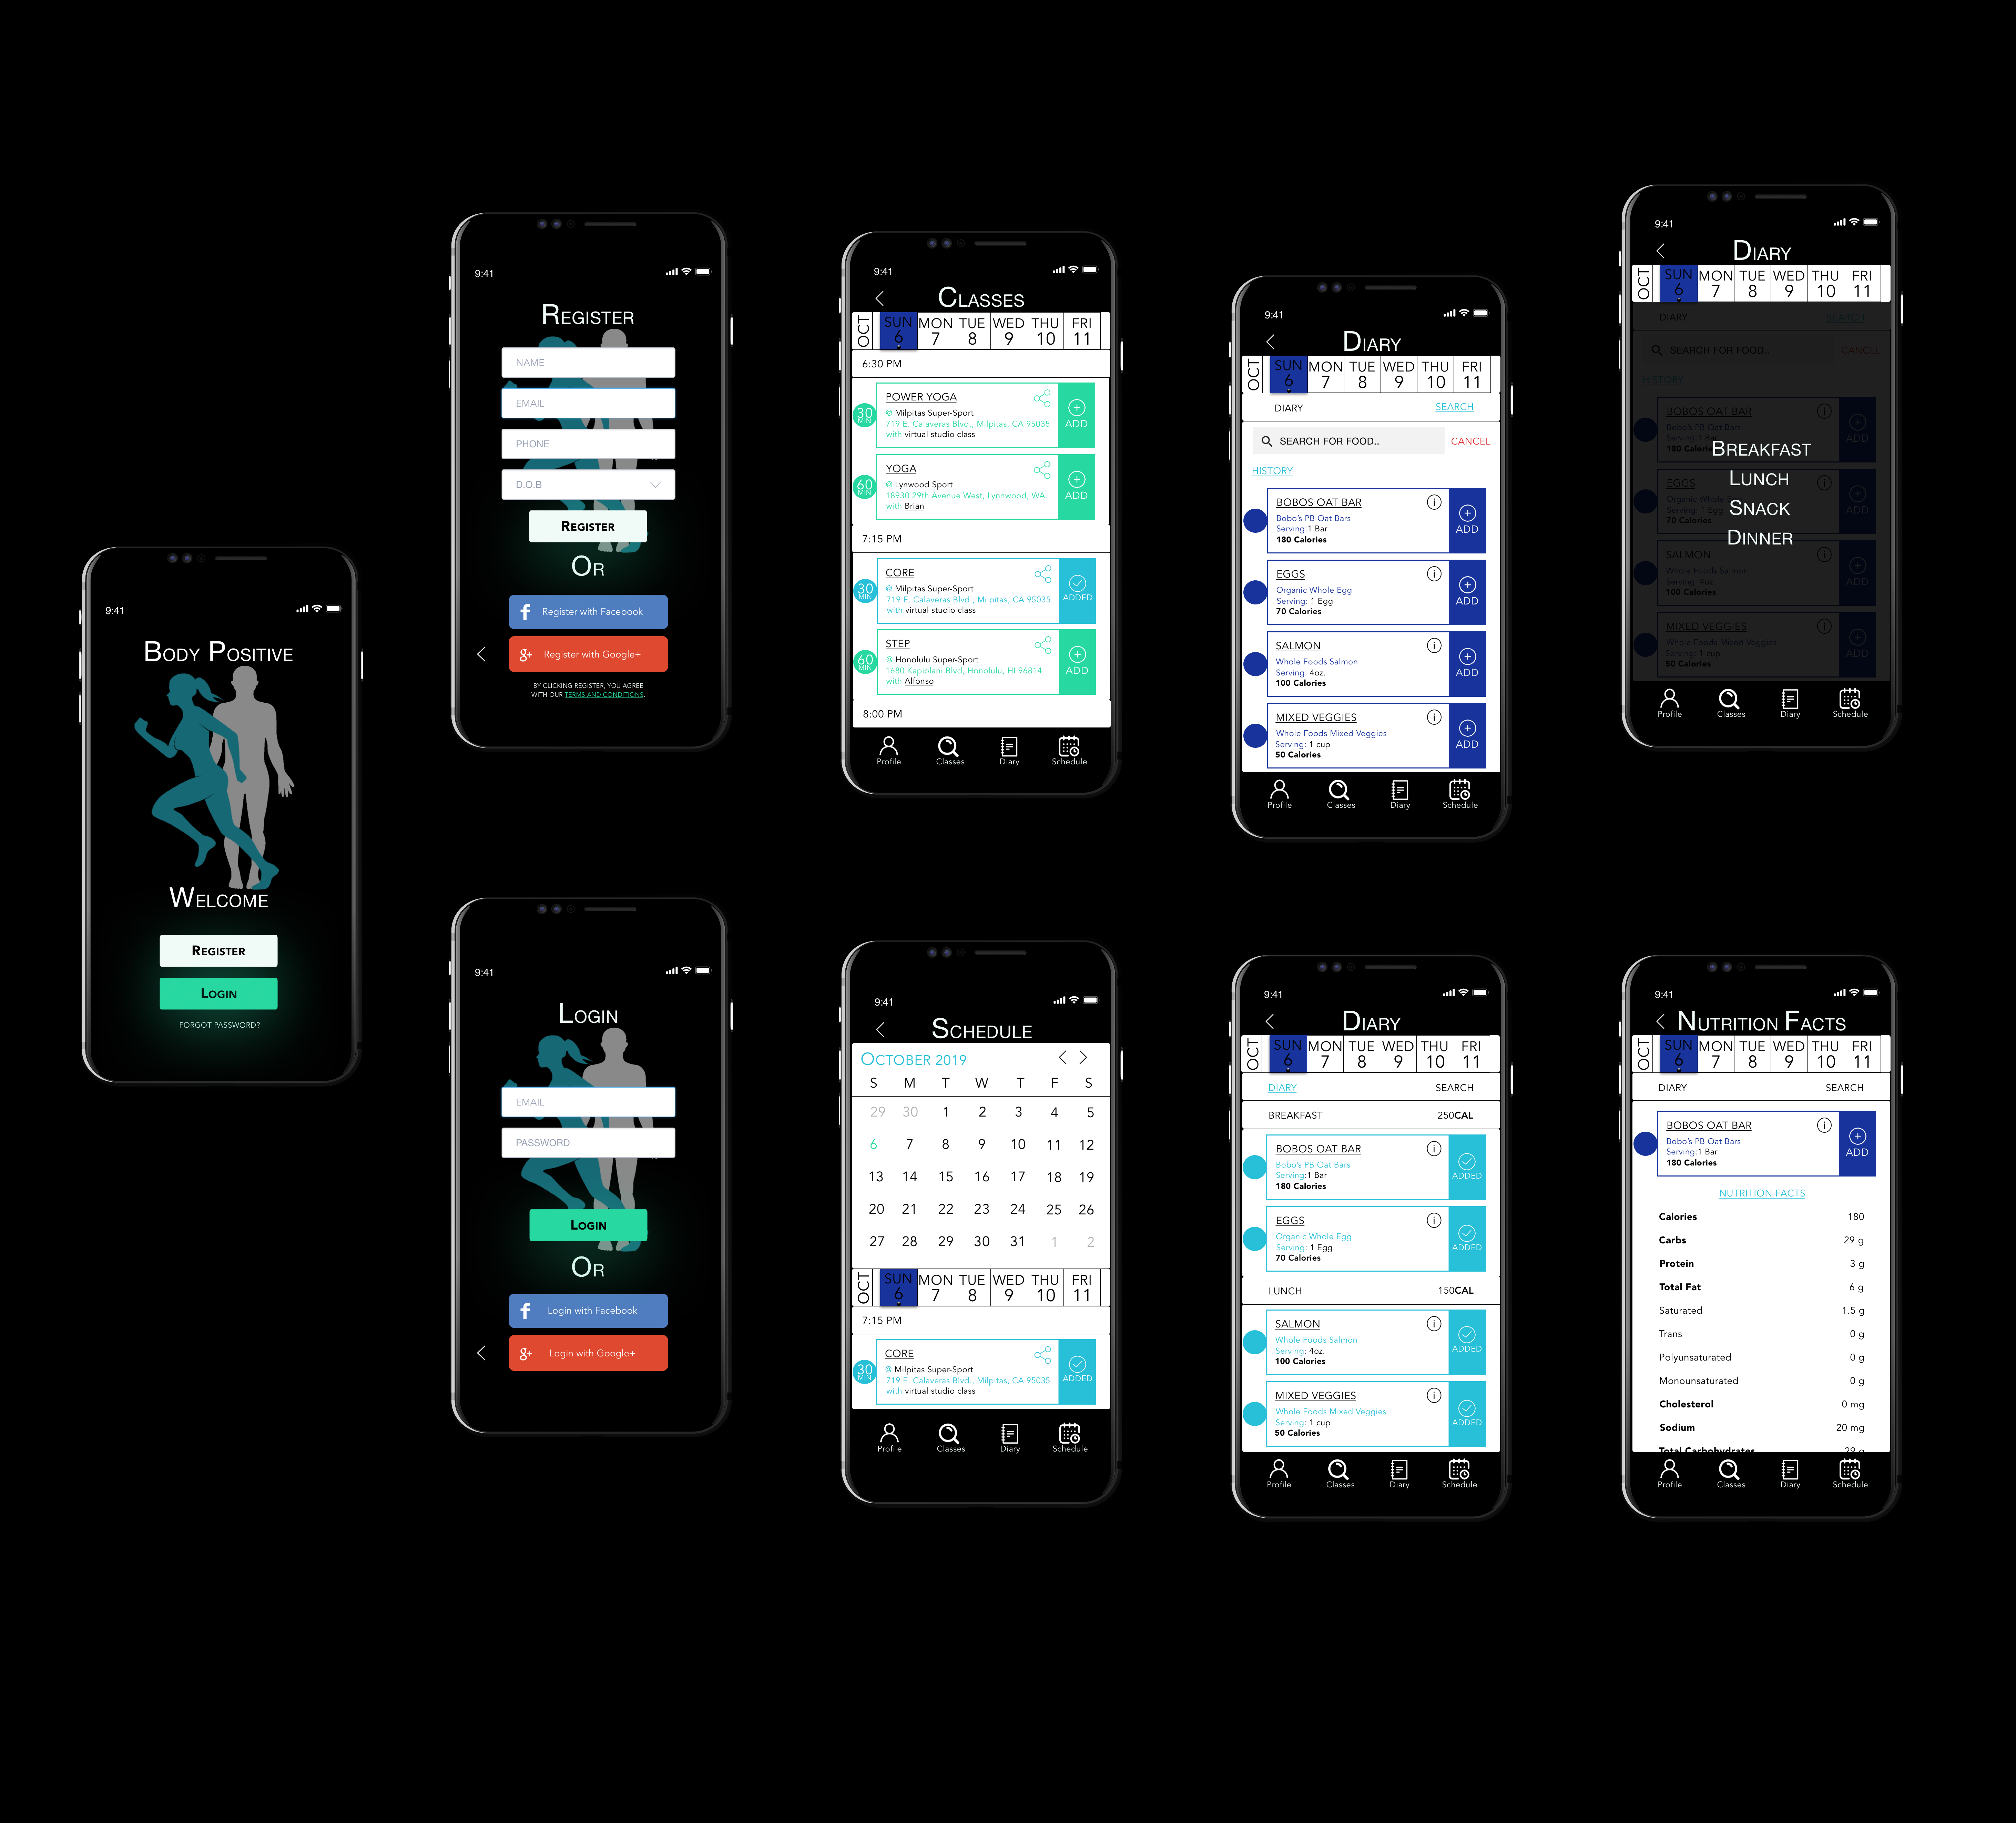 9:41
BODY POSITIVE
WELCOME
REGISTER
LOGIN
FORGOT PASSWORD?
9:41
REGISTER
NAME
EMAIL
PHONE
D.O.B
REGISTER
OR
Register with Facebook
Register with Google+
BY CLICKING REGISTER, YOU AGREE
WITH OUR TERMS AND CONDITIONS.
9:41
LOGIN
EMAIL
PASSWORD
LOGIN
OR
Login with Facebook
Login with Google+
9:41
CLASSES
OCT SUN 6 MON 7 TUE 8 WED 9 THU 10 FRI 11
6:30 PM
30 MIN
POWER YOGA
@ Milpitas Super-Sport
719 E. Calaveras Blvd., Milpitas, CA 95035
with virtual studio class
ADD
60 MIN
YOGA
@ Lynwood Sport
18930 29th Avenue West, Lynnwood, WA..
with Brian
ADD
7:15 PM
30 MIN
CORE
@ Milpitas Super-Sport
719 E. Calaveras Blvd., Milpitas, CA 95035
with virtual studio class
ADDED
60 MIN
STEP
@ Honolulu Super-Sport
1680 Kapiolani Blvd, Honolulu, HI 96814
with Alfonso
ADD
8:00 PM
Profile Classes Diary Schedule
9:41
SCHEDULE
OCTOBER 2019
S M T W T F S
29 30 1 2 3 4 5
6 7 8 9 10 11 12
13 14 15 16 17 18 19
20 21 22 23 24 25 26
27 28 29 30 31 1 2
OCT SUN 6 MON 7 TUE 8 WED 9 THU 10 FRI 11
7:15 PM
30 MIN
CORE
@ Milpitas Super-Sport
719 E. Calaveras Blvd., Milpitas, CA 95035
with virtual studio class
ADDED
Profile Classes Diary Schedule
9:41
DIARY
OCT SUN 6 MON 7 TUE 8 WED 9 THU 10 FRI 11
DIARY SEARCH
SEARCH FOR FOOD.. CANCEL
HISTORY
BOBOS OAT BAR
Bobo's PB Oat Bars
Serving:1 Bar
180 Calories
ADD
EGGS
Organic Whole Egg
Serving: 1 Egg
70 Calories
ADD
SALMON
Whole Foods Salmon
Serving: 4oz.
100 Calories
ADD
MIXED VEGGIES
Whole Foods Mixed Veggies
Serving: 1 cup
50 Calories
ADD
Profile Classes Diary Schedule
9:41
DIARY
OCT SUN 6 MON 7 TUE 8 WED 9 THU 10 FRI 11
DIARY SEARCH
BREAKFAST 250CAL
BOBOS OAT BAR
Bobo's PB Oat Bars
Serving:1 Bar
180 Calories
ADDED
EGGS
Organic Whole Egg
Serving: 1 Egg
70 Calories
ADDED
LUNCH 150CAL
SALMON
Whole Foods Salmon
Serving: 4oz.
100 Calories
ADDED
MIXED VEGGIES
Whole Foods Mixed Veggies
Serving: 1 cup
50 Calories
ADDED
Profile Classes Diary Schedule
9:41
DIARY
OCT SUN 6 MON 7 TUE 8 WED 9 THU 10 FRI 11
DIARY SEARCH
SEARCH FOR FOOD.. CANCEL
HISTORY
BOBOS OAT BAR
Bobo's PB Oat Bars
Serving:1 Bar
180
ADD
BREAKFAST
LUNCH
SNACK
DINNER
EGGS
Organic Whole
Serving: 1 Egg
70 Calories
ADD
SALMON
Whole Foods Salmon
Serving: 4oz.
100 Calories
ADD
MIXED VEGGIES
Whole Foods Mixed Veggies
Serving: 1 cup
50 Calories
ADD
Profile Classes Diary Schedule
9:41
NUTRITION FACTS
OCT SUN 6 MON 7 TUE 8 WED 9 THU 10 FRI 11
DIARY SEARCH
BOBOS OAT BAR
Bobo's PB Oat Bars
Serving:1 Bar
180 Calories
ADD
NUTRITION FACTS
Calories 180
Carbs 29 g
Protein 3 g
Total Fat 6 g
Saturated 1.5 g
Trans 0 g
Polyunsaturated 0 g
Monounsaturated 0 g
Cholesterol 0 mg
Sodium 20 mg
Total Carbohydrates 29 g
Profile Classes Diary Schedule